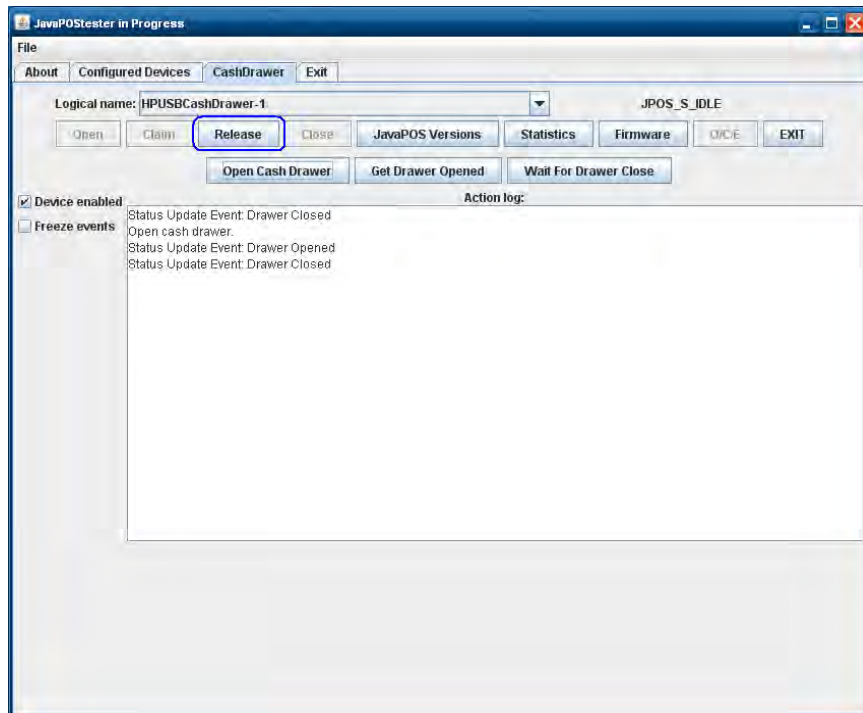 JavaPOStester in Progress
File
About Configured Devices CashDrawer Exit
Logical name: HPUSBCashDrawer-1 JPOS_S_IDLE
Open Claim Release Close JavaPOS Versions Statistics Firmware O/C/E EXIT
Open Cash Drawer Get Drawer Opened Wait For Drawer Close
Device enabled Action log:
Freeze events
Status Update Event: Drawer Closed
Open cash drawer.
Status Update Event: Drawer Opened
Status Update Event: Drawer Closed